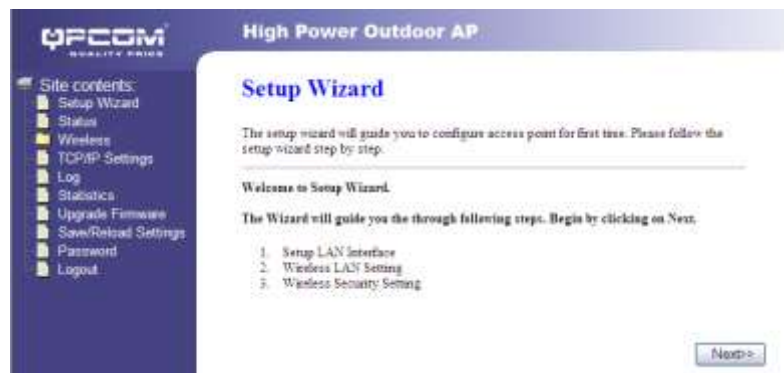 QPCOM
QUALITY PRIDE
High Power Outdoor AP
Site contents:
Setup Wizard
Status
Wireless
TCP/IP Settings
Log
Statistics
Upgrade Firmware
Save/Reload Settings
Password
Logout
Setup Wizard
The setup wizard will guide you to configure access point for first time. Please follow the
setup wizard step by step.
Welcome to Setup Wizard.
The Wizard will guide you the through following steps. Begin by clicking on Next.
1. Setup LAN Interface
2. Wireless LAN Setting
3. Wireless Security Setting
Next>>